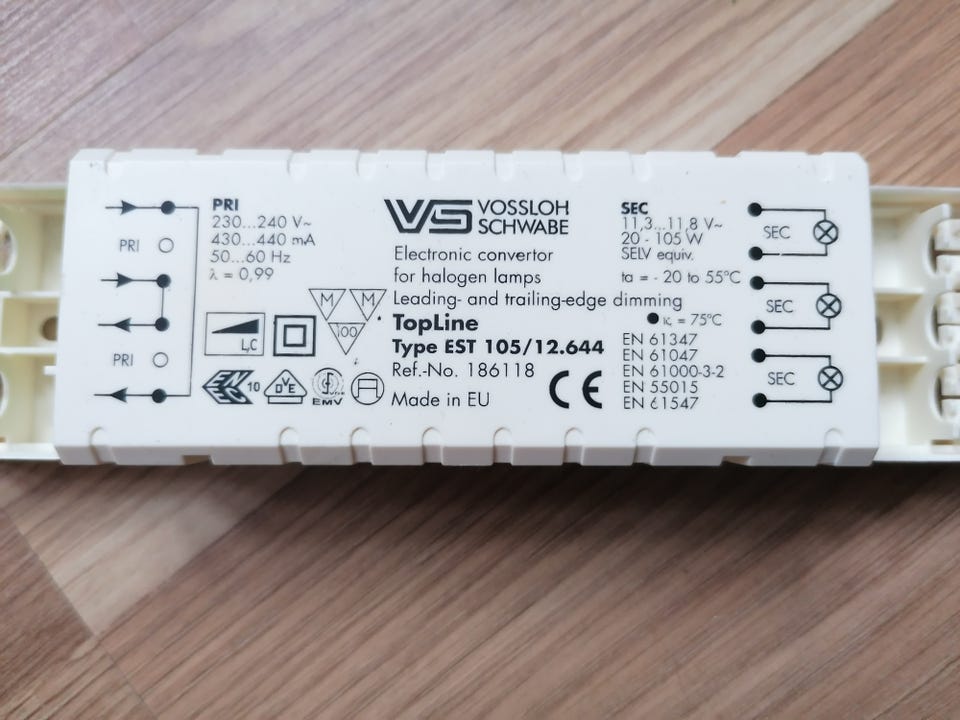 PRI
230...240 V~
430...440 mA
50...60 Hz
λ = 0,99
PRI
PRI
L,C
M M
100
10
DVE
EMV
VS VOSSLOH
SCHWABE
Electronic convertor
for halogen lamps
Leading- and trailing-edge dimming
TopLine
Type EST 105/12.644
Ref.-No. 186118
Made in EU
CE
SEC
11,3...11,8 V~
20 - 105 W
SELV equiv.
ta = - 20 to 55°C
tc = 75°C
EN 61347
EN 61047
EN 61000-3-2
EN 55015
EN 61547
SEC
SEC
SEC